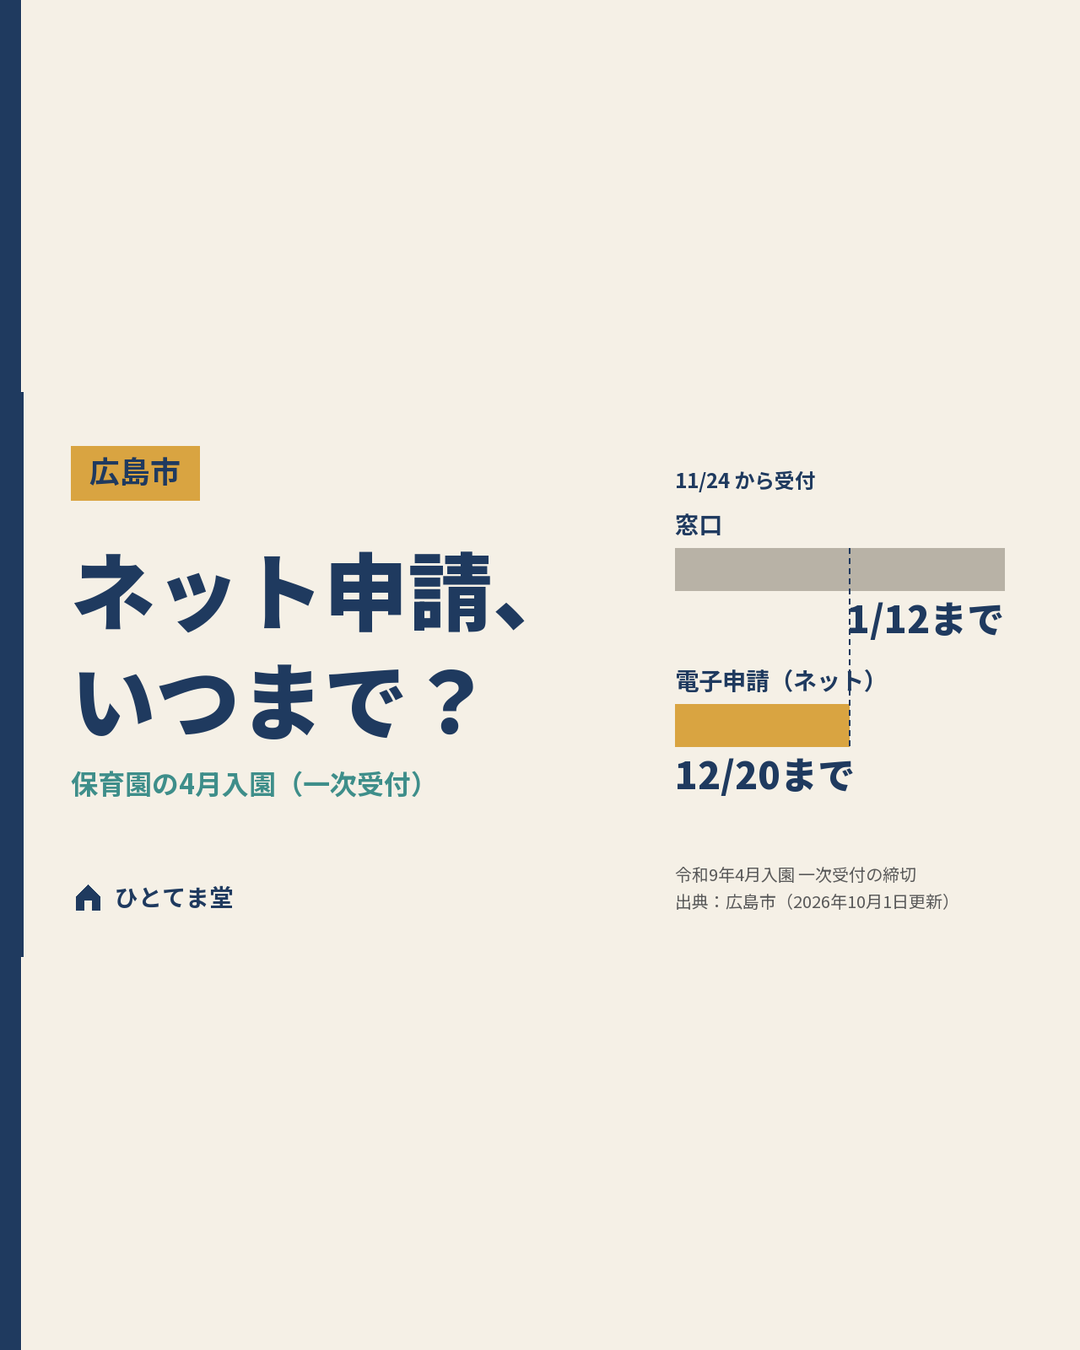 広島市
ネット申請、
いつまで？
保育園の4月入園（一次受付）
ひとてま堂
11/24 から受付
窓口
1/12まで
電子申請（ネット）
12/20まで
令和9年4月入園 一次受付の締切
出典：広島市（2026年10月1日更新）